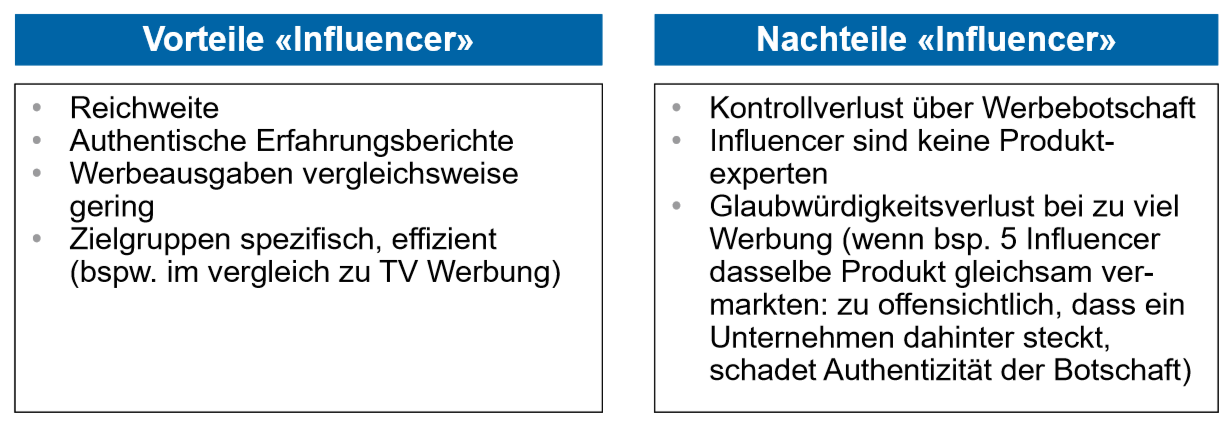 Vorteile «Influencer»
• Reichweite
• Authentische Erfahrungsberichte
• Werbeausgaben vergleichsweise
gering
• Zielgruppen spezifisch, effizient
(bspw. im vergleich zu TV Werbung)
Nachteile «Influencer»
• Kontrollverlust über Werbebotschaft
• Influencer sind keine Produkt-
experten
• Glaubwürdigkeitsverlust bei zu viel
Werbung (wenn bsp. 5 Influencer
dasselbe Produkt gleichsam ver-
markten: zu offensichtlich, dass ein
Unternehmen dahinter steckt,
schadet Authentizität der Botschaft)